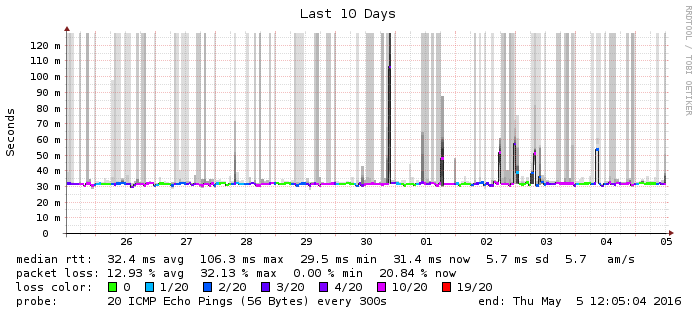 Last 10 Days
RRDTOOL / TOBI OETIKER
Seconds
120 m
110 m
100 m
90 m
80 m
70 m
60 m
50 m
40 m
30 m
20 m
10 m
0
26 27 28 29 30 01 02 03 04 05
median rtt: 32.4 ms avg 106.3 ms max 29.5 ms min 31.4 ms now 5.7 ms sd 5.7 am/s
packet loss: 12.93 % avg 32.13 % max 0.00 % min 20.84 % now
loss color: 0 1/20 2/20 3/20 4/20 10/20 19/20
probe: 20 ICMP Echo Pings (56 Bytes) every 300s end: Thu May 5 12:05:04 2016